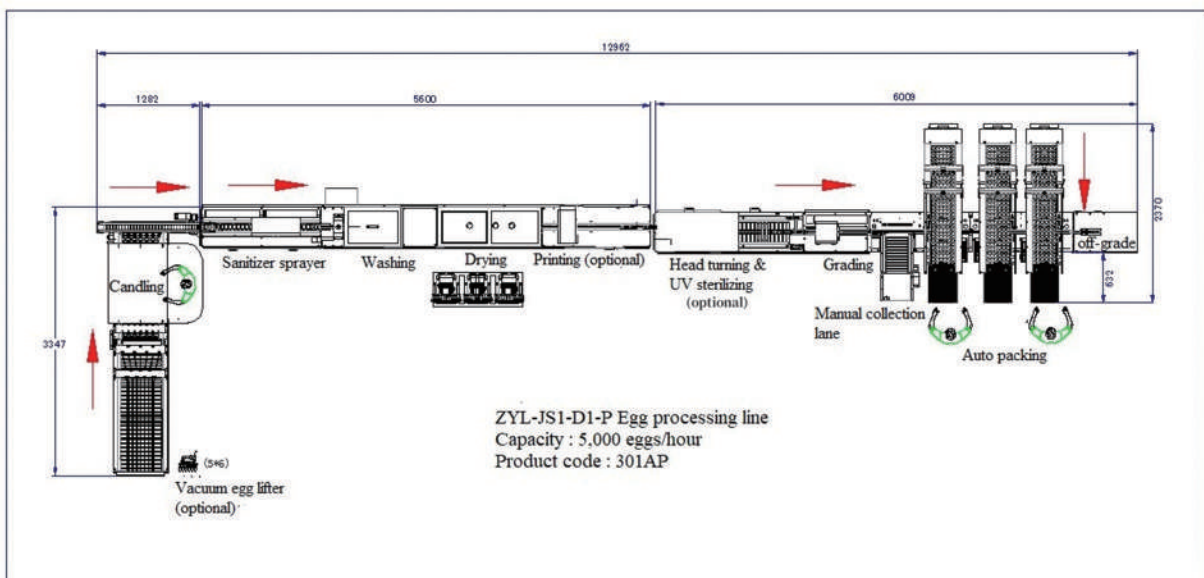 12962
1282
5600
6009
2370
3347
632
Sanitizer sprayer
Washing
Drying
Printing (optional)
Head turning &
UV sterilizing
(optional)
Grading
off-grade
Candling
Manual collection
lane
Auto packing
(5*6)
Vacuum egg lifter
(optional)
ZYL-JS1-D1-P Egg processing line
Capacity : 5,000 eggs/hour
Product code : 301AP